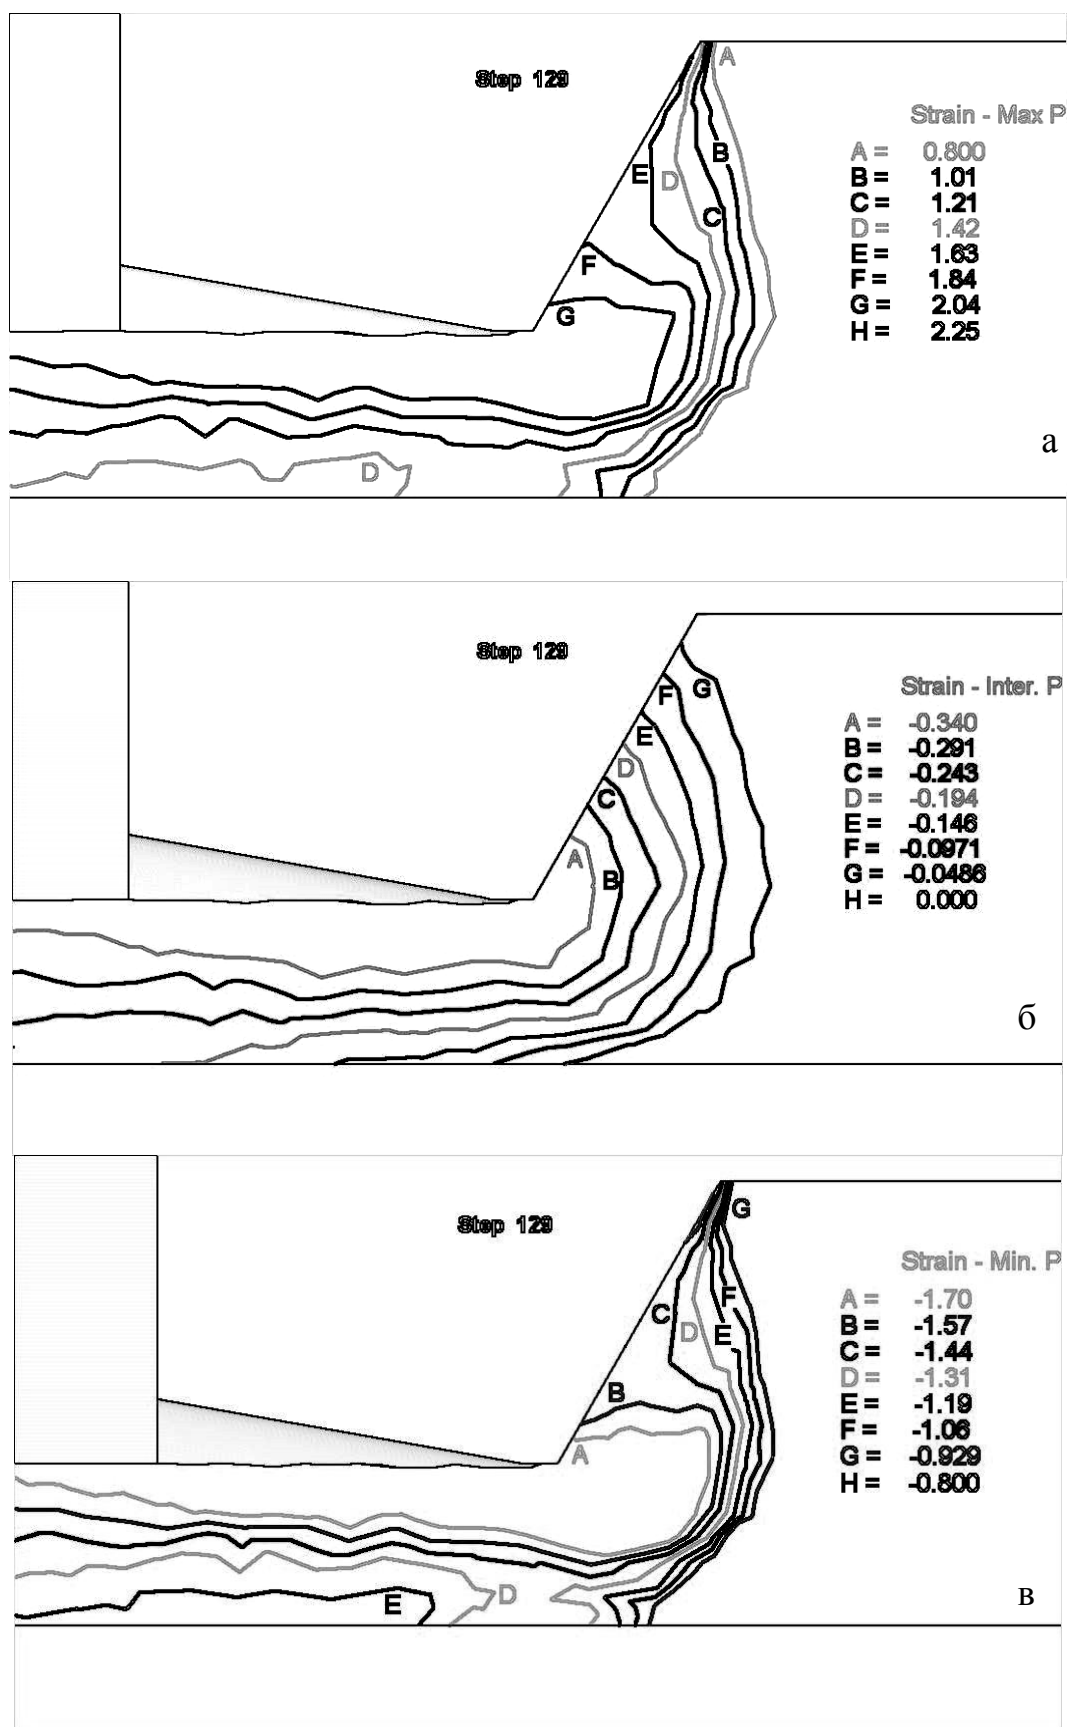 Step 129
A
Strain - Max P
A = 0.800
B = 1.01
C = 1.21
D = 1.42
E = 1.63
F = 1.84
G = 2.04
H = 2.25
B
E
D
C
F
G
а
D
Step 129
Strain - Inter. P
A = -0.340
B = -0.291
C = -0.243
D = -0.194
E = -0.146
F = -0.0971
G = -0.0486
H = 0.000
G
F
E
D
C
A
B
б
Step 129
G
Strain - Min. P
A = -1.70
B = -1.57
C = -1.44
D = -1.31
E = -1.19
F = -1.06
G = -0.929
H = -0.800
F
C
D
E
B
A
D
E
в